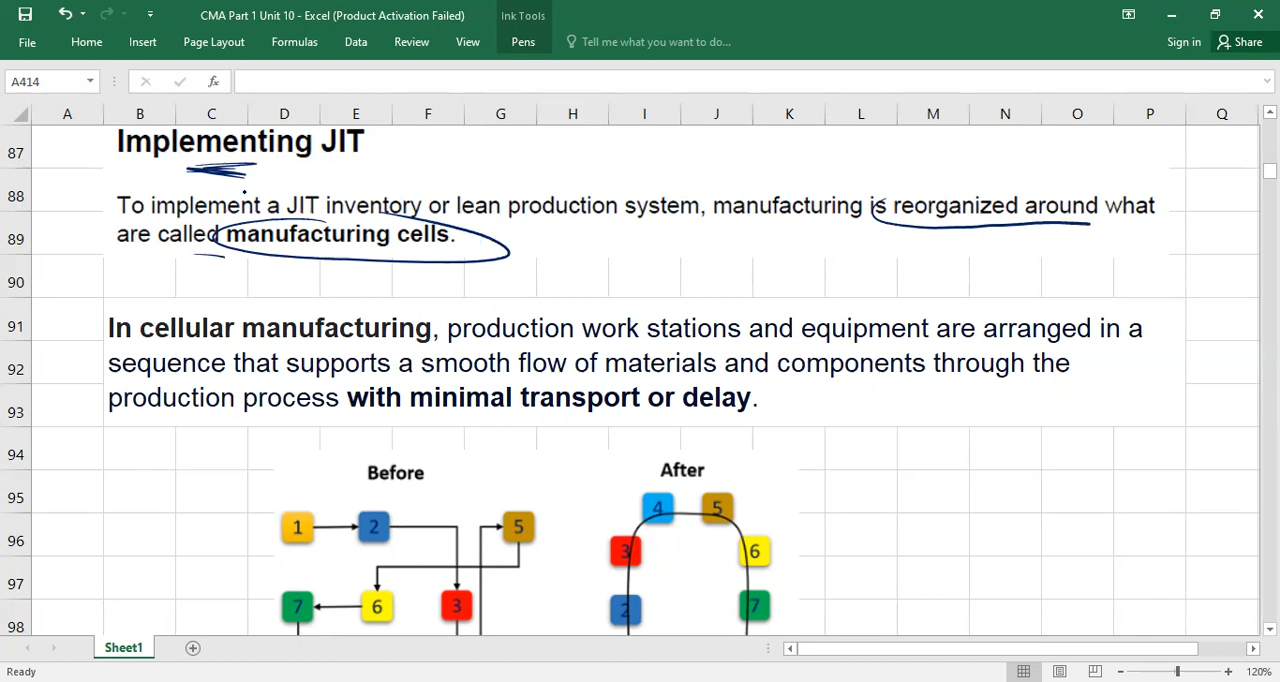 CMA Part 1 Unit 10 - Excel (Product Activation Failed)
Ink Tools
File Home Insert Page Layout Formulas Data Review View Pens Tell me what you want to do... Sign in Share
A414 fx
A B C D E F G H I J K L M N O P Q
87
Implementing JIT
88
To implement a JIT inventory or lean production system, manufacturing is reorganized around what
89
are called manufacturing cells.
90
91
In cellular manufacturing, production work stations and equipment are arranged in a
92
sequence that supports a smooth flow of materials and components through the
93
production process with minimal transport or delay.
94
Before After
95
4 5
96
1 2 5
3 6
97
98
7 6 3
2 7
Sheet1
Ready 120%